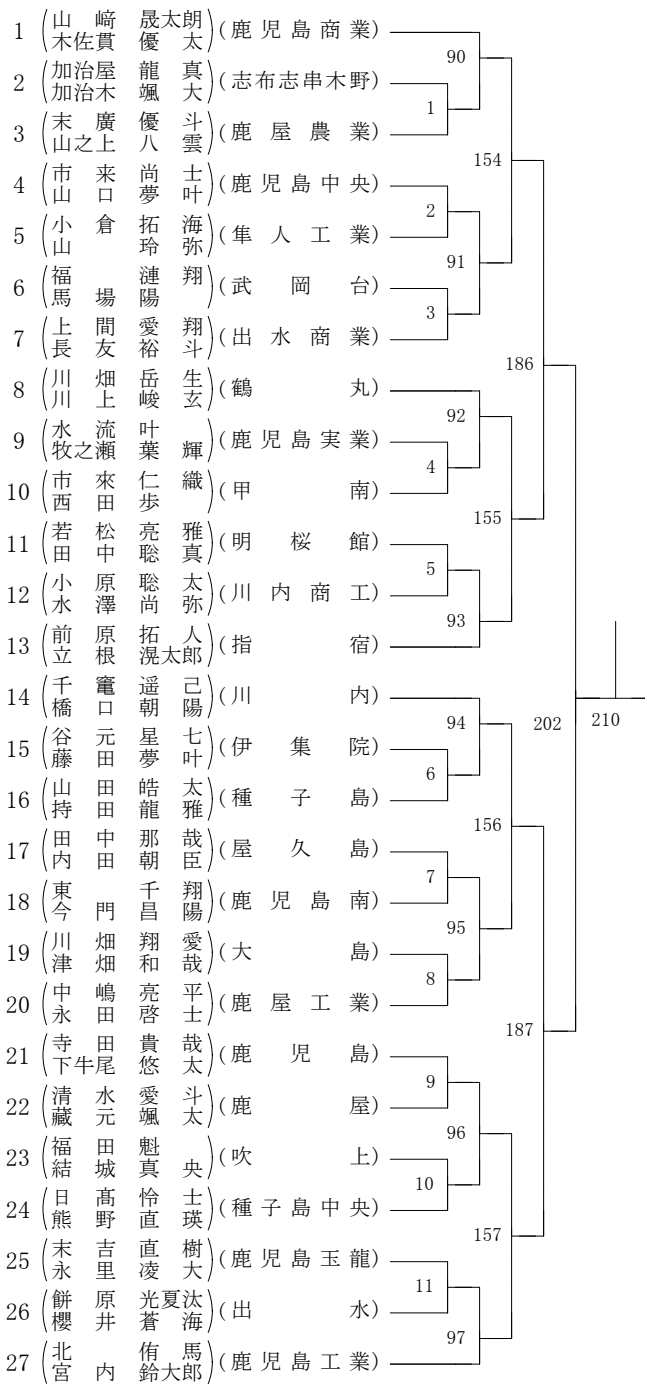 1 (山﨑 晟太朗 木佐貫 優太) (鹿児島商業)
2 (加治屋 龍真 加治木 颯大) (志布志串木野)
3 (末廣 優斗 山之上 八雲) (鹿屋農業)
4 (市来 尚士 山口 夢叶) (鹿児島中央)
5 (小倉 拓海 山 玲弥) (隼人工業)
6 (福 漣翔 馬場 陽) (武岡台)
7 (上間 愛翔 長友 裕斗) (出水商業)
8 (川畑 岳生 川上 峻玄) (鶴丸)
9 (水流 叶 牧之瀬 葉輝) (鹿児島実業)
10 (市來 仁織 西田 歩) (甲南)
11 (若松 亮雅 田中 聡真) (明桜館)
12 (小原 聡太 水澤 尚弥) (川内商工)
13 (前原 拓人 立根 滉太郎) (指宿)
14 (千竃 遥己 橋口 朝陽) (川内)
15 (谷元 星七 藤田 夢叶) (伊集院)
16 (山田 皓太 持田 龍雅) (種子島)
17 (田中 那哉 内田 朝臣) (屋久島)
18 (東 千翔 今門 昌陽) (鹿児島南)
19 (川畑 翔愛 津畑 和哉) (大島)
20 (中嶋 亮平 永田 啓士) (鹿屋工業)
21 (寺田 貴哉 下牛尾 悠太) (鹿児島)
22 (清水 愛斗 藏元 颯太) (鹿屋)
23 (福田 魁 結城 真央) (吹上)
24 (日髙 怜士 熊野 直瑛) (種子島中央)
25 (末吉 直樹 永里 凌大) (鹿児島玉龍)
26 (餅原 光夏汰 櫻井 蒼海) (出水)
27 (北 侑馬 宮内 鈴大郎) (鹿児島工業)
1
2
3
4
5
6
7
8
9
10
11
90
91
92
93
94
95
96
97
154
155
156
157
186
187
202
210